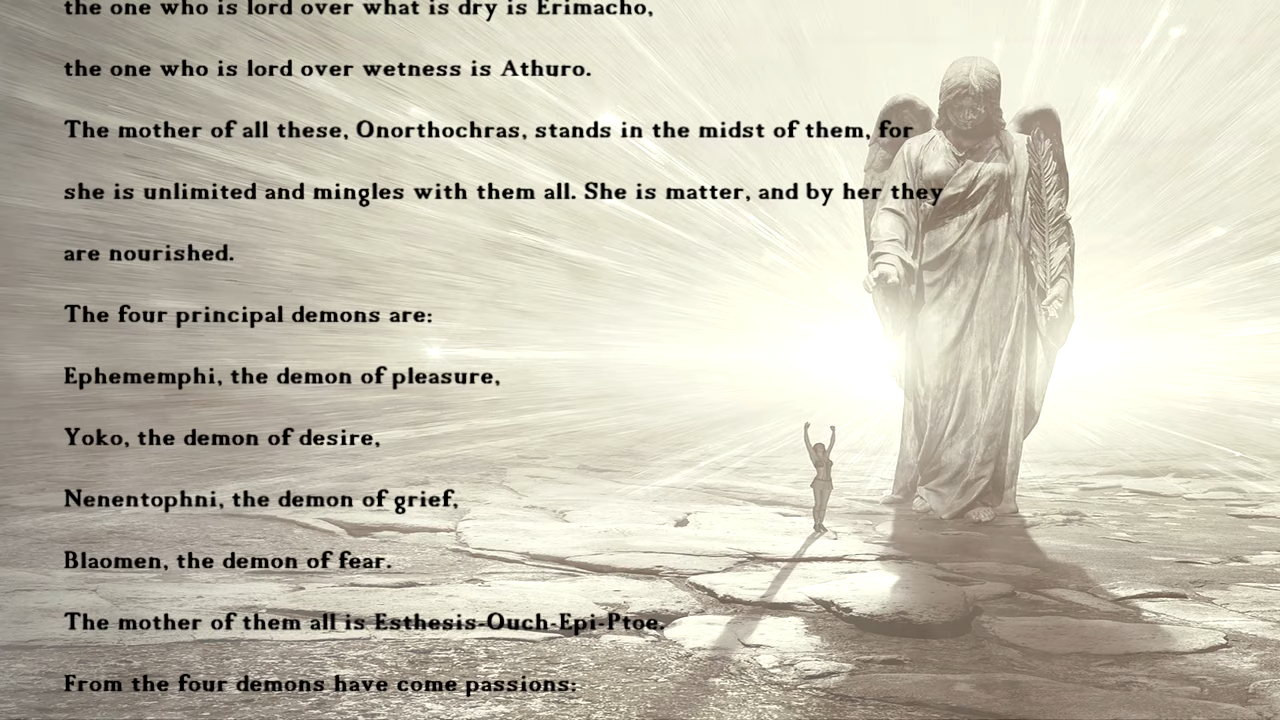 the one who is lord over what is dry is Erimacho,
the one who is lord over wetness is Athuro.
The mother of all these, Onorthochras, stands in the midst of them, for
she is unlimited and mingles with them all. She is matter, and by her they
are nourished.
The four principal demons are:
Ephememphi, the demon of pleasure,
Yoko, the demon of desire,
Nenentophni, the demon of grief,
Blaomen, the demon of fear.
The mother of them all is Esthesis-Ouch-Epi-Ptoe.
From the four demons have come passions: